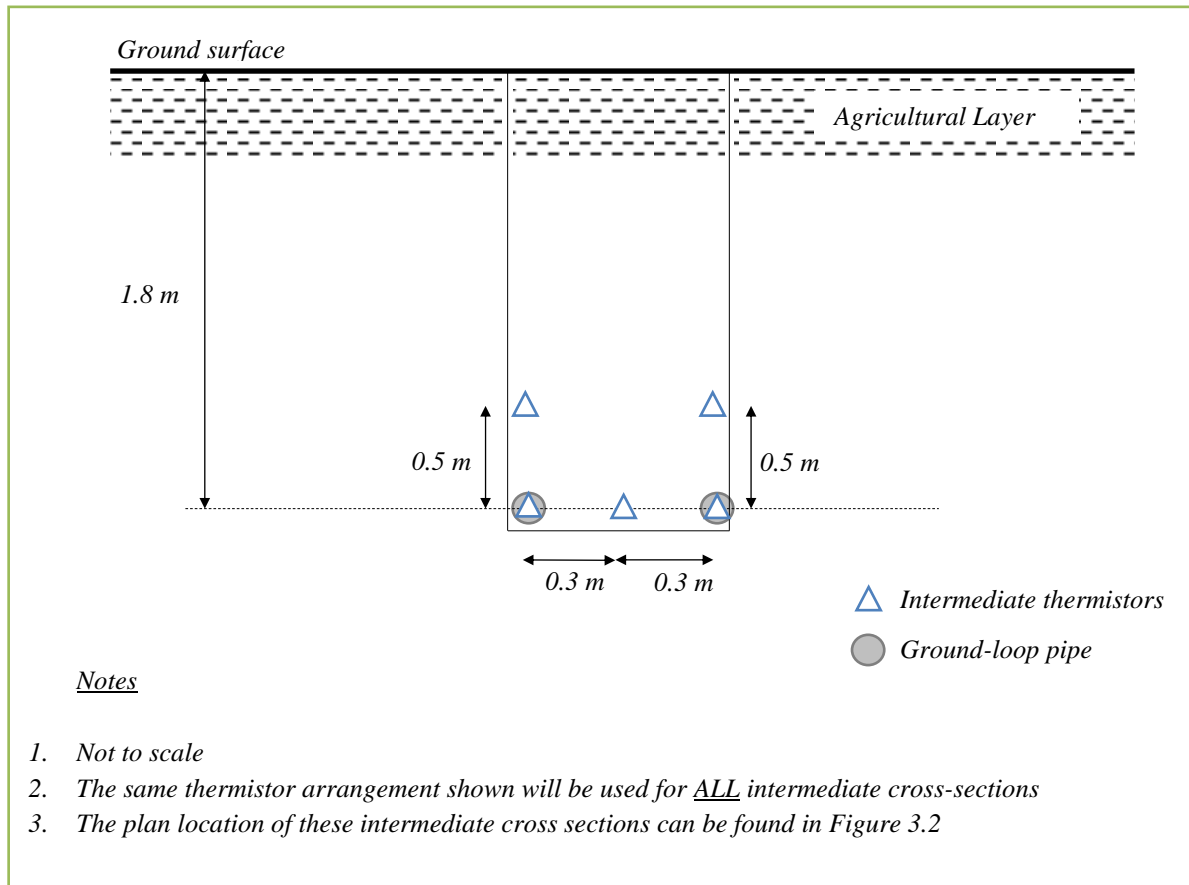 Ground surface
Agricultural Layer
1.8 m
0.5 m
0.5 m
0.3 m
0.3 m
Intermediate thermistors
Ground-loop pipe
Notes
1. Not to scale
2. The same thermistor arrangement shown will be used for ALL intermediate cross-sections
3. The plan location of these intermediate cross sections can be found in Figure 3.2